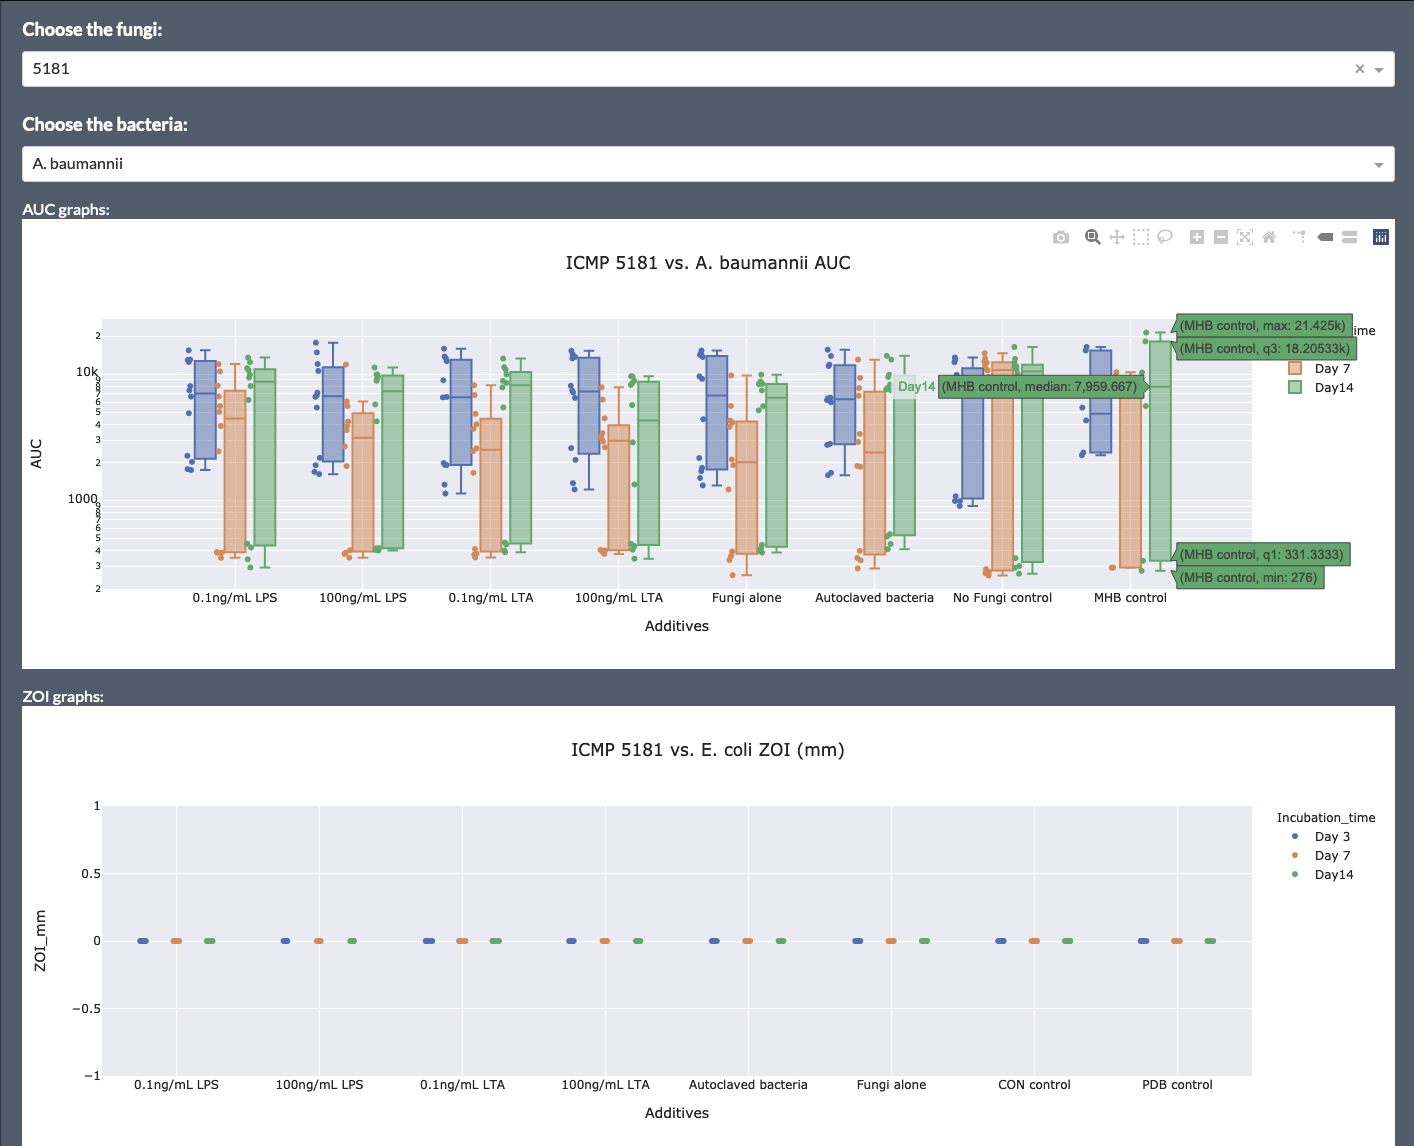 Choose the fungi:
5181
Choose the bacteria:
A. baumannii
AUC graphs:
ICMP 5181 vs. A. baumannii AUC
AUC
2
10k
9
8
7
6
5
4
3
2
1000
9
8
7
6
5
4
3
2
(MHB control, max: 21.425k)
(MHB control, q3: 18.20533k)
Day14 (MHB control, median: 7,959.667)
(MHB control, q1: 331.3333)
(MHB control, min: 276)
time
Day 7
Day14
0.1ng/mL LPS 100ng/mL LPS 0.1ng/mL LTA 100ng/mL LTA Fungi alone Autoclaved bacteria No Fungi control MHB control
Additives
ZOI graphs:
ICMP 5181 vs. E. coli ZOI (mm)
ZOI_mm
1
0.5
0
−0.5
−1
Incubation_time
Day 3
Day 7
Day14
0.1ng/mL LPS 100ng/mL LPS 0.1ng/mL LTA 100ng/mL LTA Autoclaved bacteria Fungi alone CON control PDB control
Additives